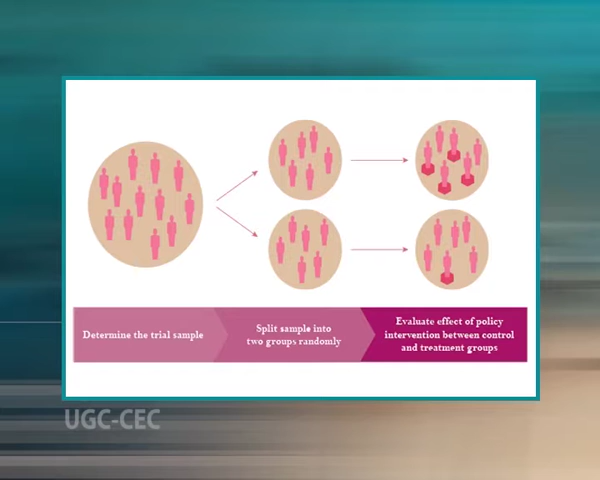 Determine the trial sample
Split sample into
two groups randomly
Evaluate effect of policy
intervention between control
and treatment groups
UGC-CEC